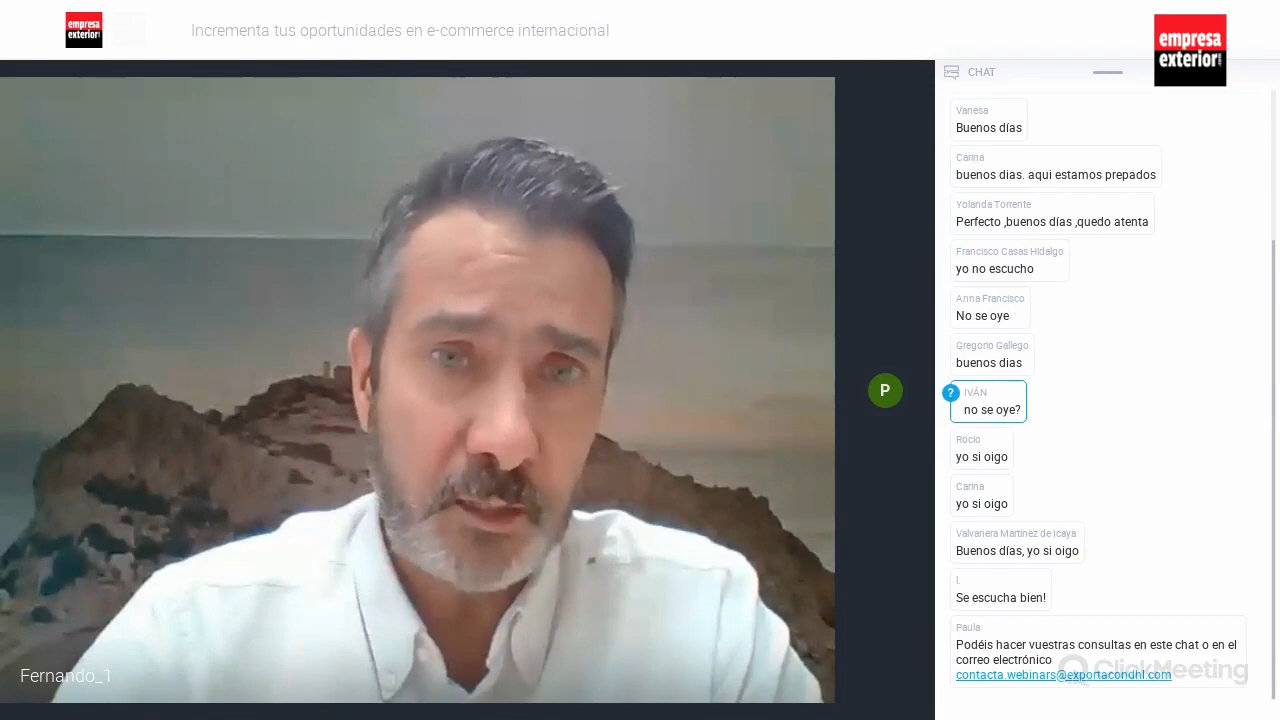 empresa
exterior.com
Incrementa tus oportunidades en e-commerce internacional
empresa
exterior.com
CHAT
Vanesa
Buenos días
Carina
buenos dias. aqui estamos prepados
Yolanda Torrente
Perfecto ,buenos días ,quedo atenta
Francisco Casas Hidalgo
yo no escucho
Anna Francisco
No se oye
Gregorio Gallego
buenos dias
?
IVÁN
no se oye?
Rocio
yo si oigo
Carina
yo si oigo
Valvanera Martínez de Icaya
Buenos días, yo si oigo
I.
Se escucha bien!
Paula
Podéis hacer vuestras consultas en este chat o en el
correo electrónico
contacta.webinars@exportacondhl.com
ClickMeeting
P
Fernando_1